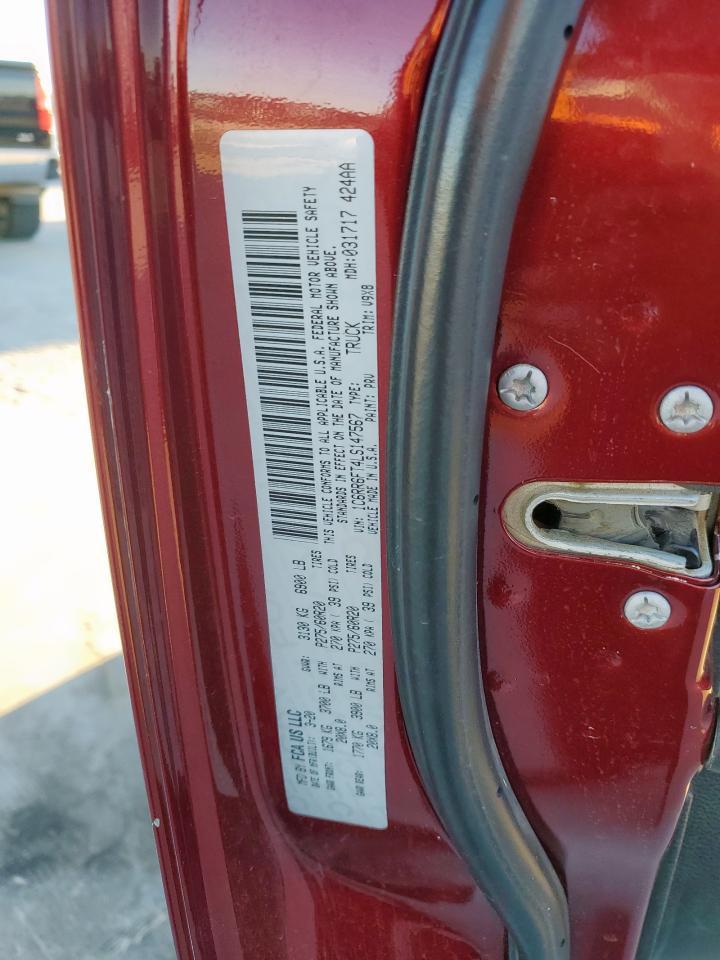 MFD BY FCA US LLC
DATE OF MFR(BUILT): 3-20 GVWR: 3130 KG 6900 LB
GAWR FRONT: 1679 KG 3700 LB WITH P275/60R20 TIRES
20X8.0 RIMS AT 270 KPA ( 39 PSI) COLD
GAWR REAR: 1770 KG 3900 LB WITH P275/60R20 TIRES
20X8.0 RIMS AT 270 KPA ( 39 PSI) COLD
THIS VEHICLE CONFORMS TO ALL APPLICABLE U.S.A. FEDERAL MOTOR VEHICLE SAFETY
STANDARDS IN EFFECT ON THE DATE OF MANUFACTURE SHOWN ABOVE.
VIN: 1C6RR6FT4LS147567 TYPE: TRUCK MDH:031717 424AA
VEHICLE MADE IN U.S.A. PAINT: PRV TRIM: V9X8